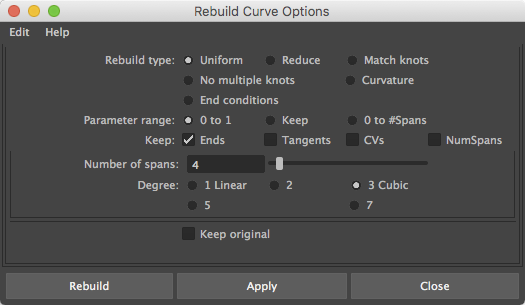 Rebuild Curve Options
Edit Help
Rebuild type: Uniform Reduce Match knots
No multiple knots Curvature
End conditions
Parameter range: 0 to 1 Keep 0 to #Spans
Keep: Ends Tangents CVs NumSpans
Number of spans: 4
Degree: 1 Linear 2 3 Cubic
5 7
Keep original
Rebuild Apply Close